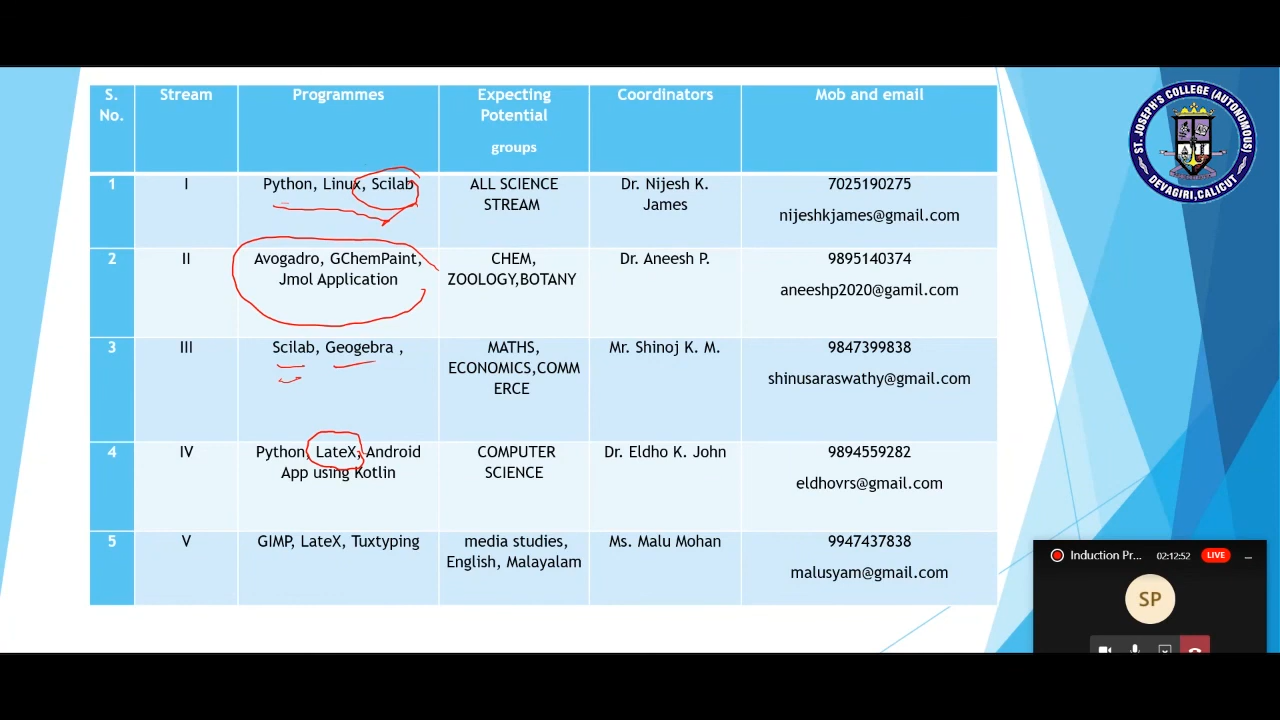 S. No.
Stream
Programmes
Expecting Potential groups
Coordinators
Mob and email
1
I
Python, Linux, Scilab
ALL SCIENCE
STREAM
Dr. Nijesh K.
James
7025190275
nijeshkjames@gmail.com
2
II
Avogadro, GChemPaint,
Jmol Application
CHEM,
ZOOLOGY,BOTANY
Dr. Aneesh P.
9895140374
aneeshp2020@gamil.com
3
III
Scilab, Geogebra ,
MATHS,
ECONOMICS,COMM
ERCE
Mr. Shinoj K. M.
9847399838
shinusaraswathy@gmail.com
4
IV
Python, LateX, Android
App using Kotlin
COMPUTER
SCIENCE
Dr. Eldho K. John
9894559282
eldhovrs@gmail.com
5
V
GIMP, LateX, Tuxtyping
media studies,
English, Malayalam
Ms. Malu Mohan
9947437838
malusyam@gmail.com
ST. JOSEPH'S COLLEGE (AUTONOMOUS)
DEVAGIRI, CALICUT
Induction Pr... 02:12:52 LIVE
SP